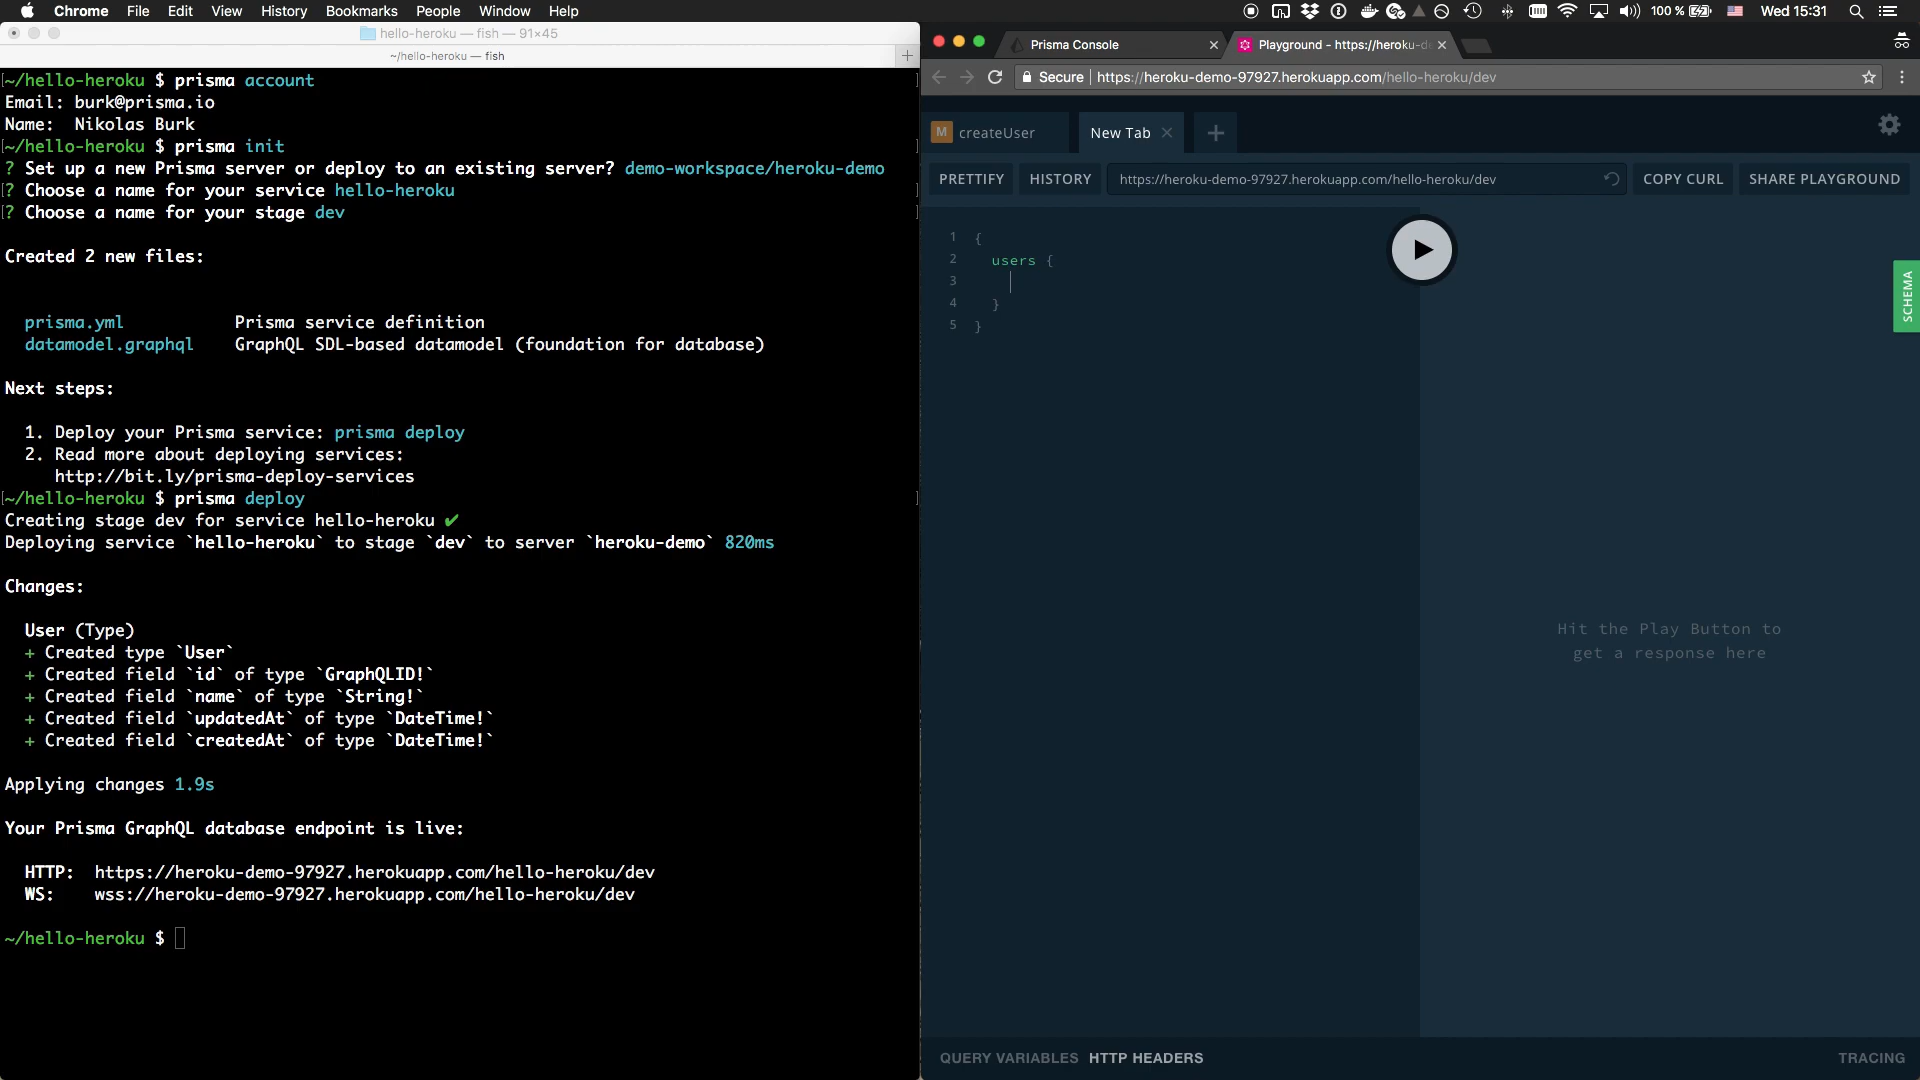 Chrome File Edit View History Bookmarks People Window Help
100 % Wed 15:31
hello-heroku — fish — 91×45
~/hello-heroku — fish
~/hello-heroku $ prisma account
Email: burk@prisma.io
Name: Nikolas Burk
~/hello-heroku $ prisma init
? Set up a new Prisma server or deploy to an existing server? demo-workspace/heroku-demo
? Choose a name for your service hello-heroku
? Choose a name for your stage dev
Created 2 new files:
prisma.yml Prisma service definition
datamodel.graphql GraphQL SDL-based datamodel (foundation for database)
Next steps:
1. Deploy your Prisma service: prisma deploy
2. Read more about deploying services:
http://bit.ly/prisma-deploy-services
~/hello-heroku $ prisma deploy
Creating stage dev for service hello-heroku ✔
Deploying service `hello-heroku` to stage `dev` to server `heroku-demo` 820ms
Changes:
User (Type)
+ Created type `User`
+ Created field `id` of type `GraphQLID!`
+ Created field `name` of type `String!`
+ Created field `updatedAt` of type `DateTime!`
+ Created field `createdAt` of type `DateTime!`
Applying changes 1.9s
Your Prisma GraphQL database endpoint is live:
HTTP: https://heroku-demo-97927.herokuapp.com/hello-heroku/dev
WS: wss://heroku-demo-97927.herokuapp.com/hello-heroku/dev
~/hello-heroku $
Prisma Console
Playground - https://heroku-de
Secure https://heroku-demo-97927.herokuapp.com/hello-heroku/dev
M createUser
New Tab
PRETTIFY HISTORY https://heroku-demo-97927.herokuapp.com/hello-heroku/dev COPY CURL SHARE PLAYGROUND
1 {
2 users {
3
4 }
5 }
SCHEMA
Hit the Play Button to
get a response here
QUERY VARIABLES HTTP HEADERS
TRACING